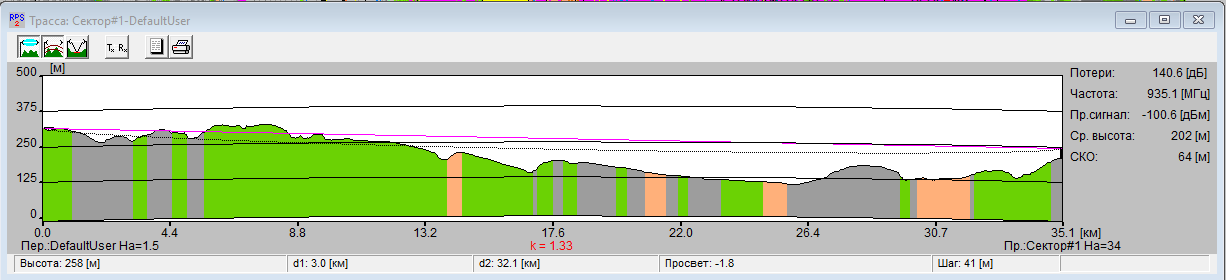 RPS 2 Трасса: Сектор#1-DefaultUser
Tx Rx
[м]
500
375
250
125
0
0.0 4.4 8.8 13.2 17.6 22.0 26.4 30.7 35.1 [км]
Пер.:DefaultUser Ha=1.5 k = 1.33 Пр.:Сектор#1 Ha=34
Потери: 140.6 [дБ]
Частота: 935.1 [МГц]
Пр.сигнал: -100.6 [дБм]
Ср. высота: 202 [м]
СКО: 64 [м]
Высота: 258 [м] d1: 3.0 [км] d2: 32.1 [км] Просвет: -1.8 Шаг: 41 [м]